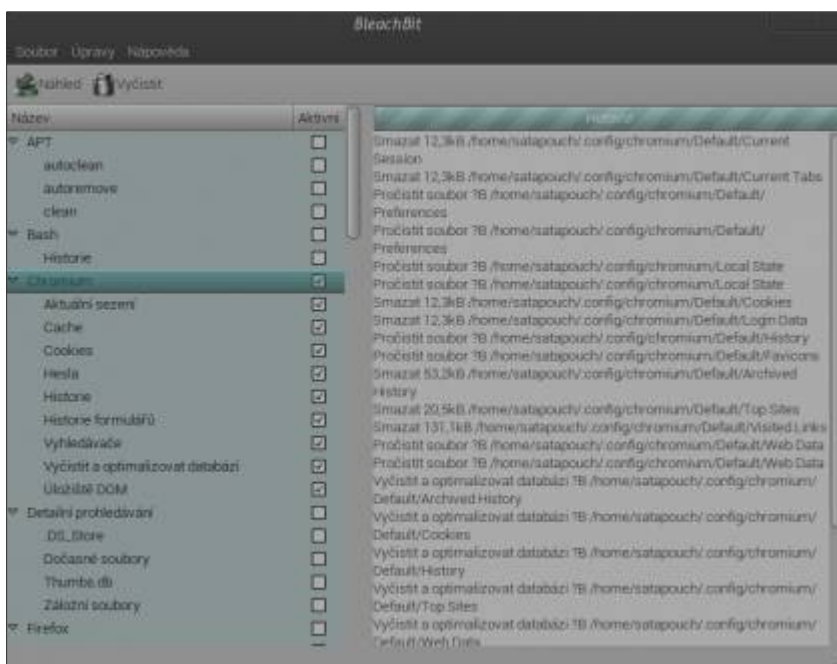 BleachBit
Soubor Úpravy Nápověda
Náhled Vyčistit
Název Aktivní
APT
autoclean
autoremove
clean
Bash
Historie
Chromium
Aktuální sezení
Cache
Cookies
Hesla
Historie
Historie formulářů
Vyhledávače
Vyčistit a optimalizovat databázi
Úložiště DOM
Detailní prohledávání
.DS_Store
Dočasné soubory
Thumbs.db
Záložní soubory
Firefox
Historie
Smazat 12,3kB /home/satapouch/.config/chromium/Default/Current
Session
Smazat 12,3kB /home/satapouch/.config/chromium/Default/Current Tabs
Pročistit soubor ?B /home/satapouch/.config/chromium/Default/
Preferences
Pročistit soubor ?B /home/satapouch/.config/chromium/Default/
Preferences
Pročistit soubor ?B /home/satapouch/.config/chromium/Local State
Pročistit soubor ?B /home/satapouch/.config/chromium/Local State
Smazat 12,3kB /home/satapouch/.config/chromium/Default/Cookies
Smazat 12,3kB /home/satapouch/.config/chromium/Default/Login Data
Pročistit soubor ?B /home/satapouch/.config/chromium/Default/History
Pročistit soubor ?B /home/satapouch/.config/chromium/Default/Favicons
Smazat 53,2kB /home/satapouch/.config/chromium/Default/Archived
History
Smazat 20,5kB /home/satapouch/.config/chromium/Default/Top Sites
Smazat 131,1kB /home/satapouch/.config/chromium/Default/Visited Links
Pročistit soubor ?B /home/satapouch/.config/chromium/Default/Web Data
Pročistit soubor ?B /home/satapouch/.config/chromium/Default/Web Data
Vyčistit a optimalizovat databázi ?B /home/satapouch/.config/chromium/
Default/Archived History
Vyčistit a optimalizovat databázi ?B /home/satapouch/.config/chromium/
Default/Cookies
Vyčistit a optimalizovat databázi ?B /home/satapouch/.config/chromium/
Default/History
Vyčistit a optimalizovat databázi ?B /home/satapouch/.config/chromium/
Default/Top Sites
Vyčistit a optimalizovat databázi ?B /home/satapouch/.config/chromium/
Default/Web Data